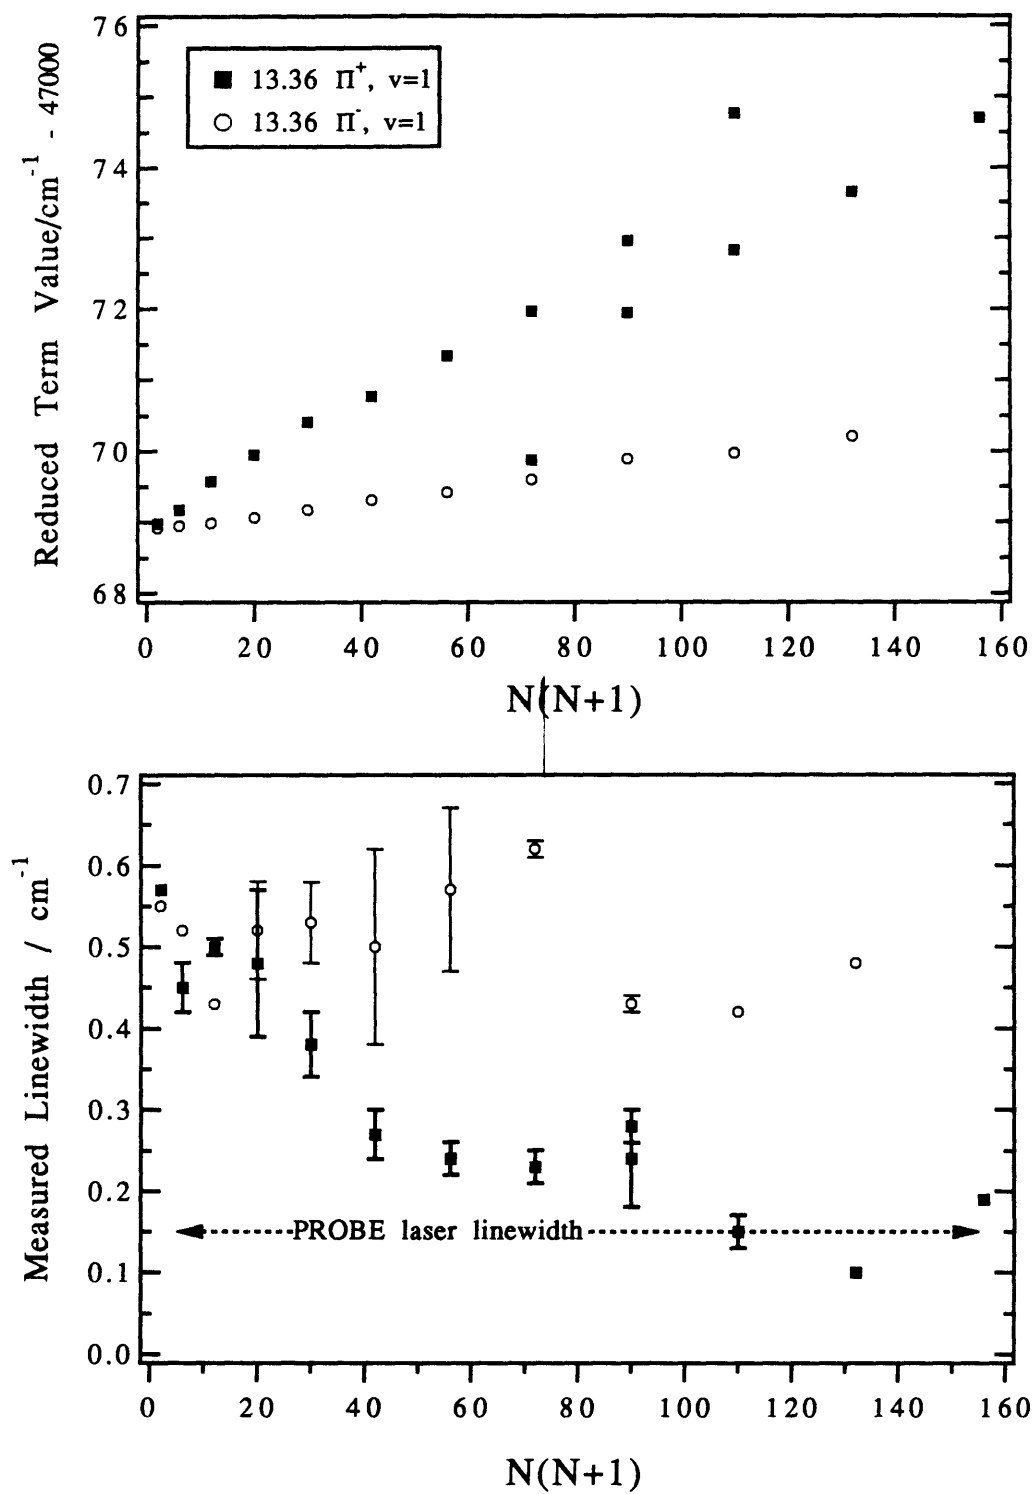 76
74
72
70
68
Reduced Term Value/cm⁻¹ - 47000
13.36 Π⁺, v=1
13.36 Π⁻, v=1
0 20 40 60 80 100 120 140 160
N(N+1)
0.7
0.6
0.5
0.4
0.3
0.2
0.1
0.0
Measured Linewidth / cm⁻¹
PROBE laser linewidth
0 20 40 60 80 100 120 140 160
N(N+1)